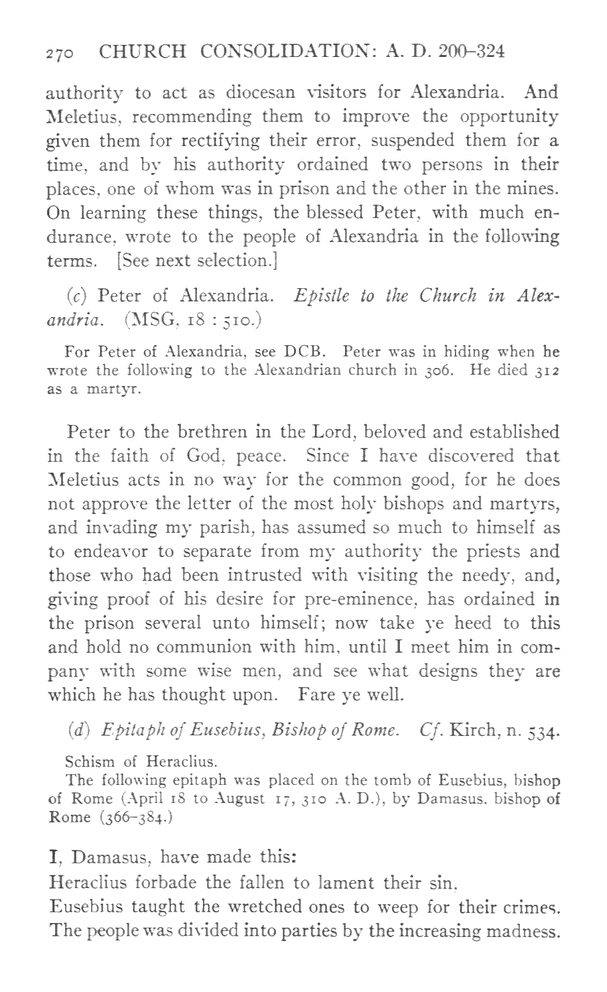 270 CHURCH CONSOLIDATION: A. D. 200–324
authority to act as diocesan visitors for Alexandria. And
Meletius, recommending them to improve the opportunity
given them for rectifying their error, suspended them for a
time, and by his authority ordained two persons in their
places, one of whom was in prison and the other in the mines.
On learning these things, the blessed Peter, with much en-
durance, wrote to the people of Alexandria in the following
terms. [See next selection.]
(c) Peter of Alexandria. Epistle to the Church in Alex-
andria. (MSG, 18 : 510.)
For Peter of Alexandria, see DCB. Peter was in hiding when he
wrote the following to the Alexandrian church in 306. He died 312
as a martyr.
Peter to the brethren in the Lord, beloved and established
in the faith of God, peace. Since I have discovered that
Meletius acts in no way for the common good, for he does
not approve the letter of the most holy bishops and martyrs,
and invading my parish, has assumed so much to himself as
to endeavor to separate from my authority the priests and
those who had been intrusted with visiting the needy, and,
giving proof of his desire for pre-eminence, has ordained in
the prison several unto himself; now take ye heed to this
and hold no communion with him, until I meet him in com-
pany with some wise men, and see what designs they are
which he has thought upon. Fare ye well.
(d) Epitaph of Eusebius, Bishop of Rome. Cf. Kirch, n. 534.
Schism of Heraclius.
The following epitaph was placed on the tomb of Eusebius, bishop
of Rome (April 18 to August 17, 310 A. D.), by Damasus. bishop of
Rome (366–384.)
I, Damasus, have made this:
Heraclius forbade the fallen to lament their sin.
Eusebius taught the wretched ones to weep for their crimes.
The people was divided into parties by the increasing madness.